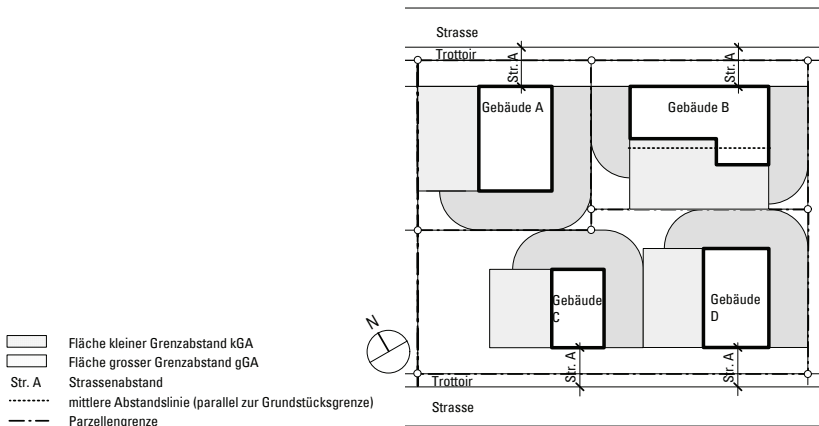 Strasse
Trottoir
Str. A
Str. A
Gebäude A
Gebäude B
Gebäude
C
Gebäude
D
N
Str. A
Str. A
Trottoir
Strasse
Fläche kleiner Grenzabstand kGA
Fläche grosser Grenzabstand gGA
Str. A Strassenabstand
mittlere Abstandslinie (parallel zur Grundstücksgrenze)
Parzellengrenze